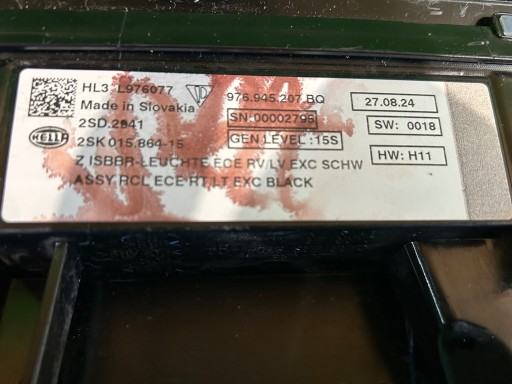 HL3 L976077
Made in Slovakia
2SD.2841
2SK 015.864-15
HELLA
976.945.207 BQ
SN-00002795
GEN LEVEL :15S
27.08.24
SW: 0018
HW: H11
Z ISBBR-LEUCHTE ECE RV/LV EXC SCHW
ASSY RCL ECE RT/LT EXC BLACK